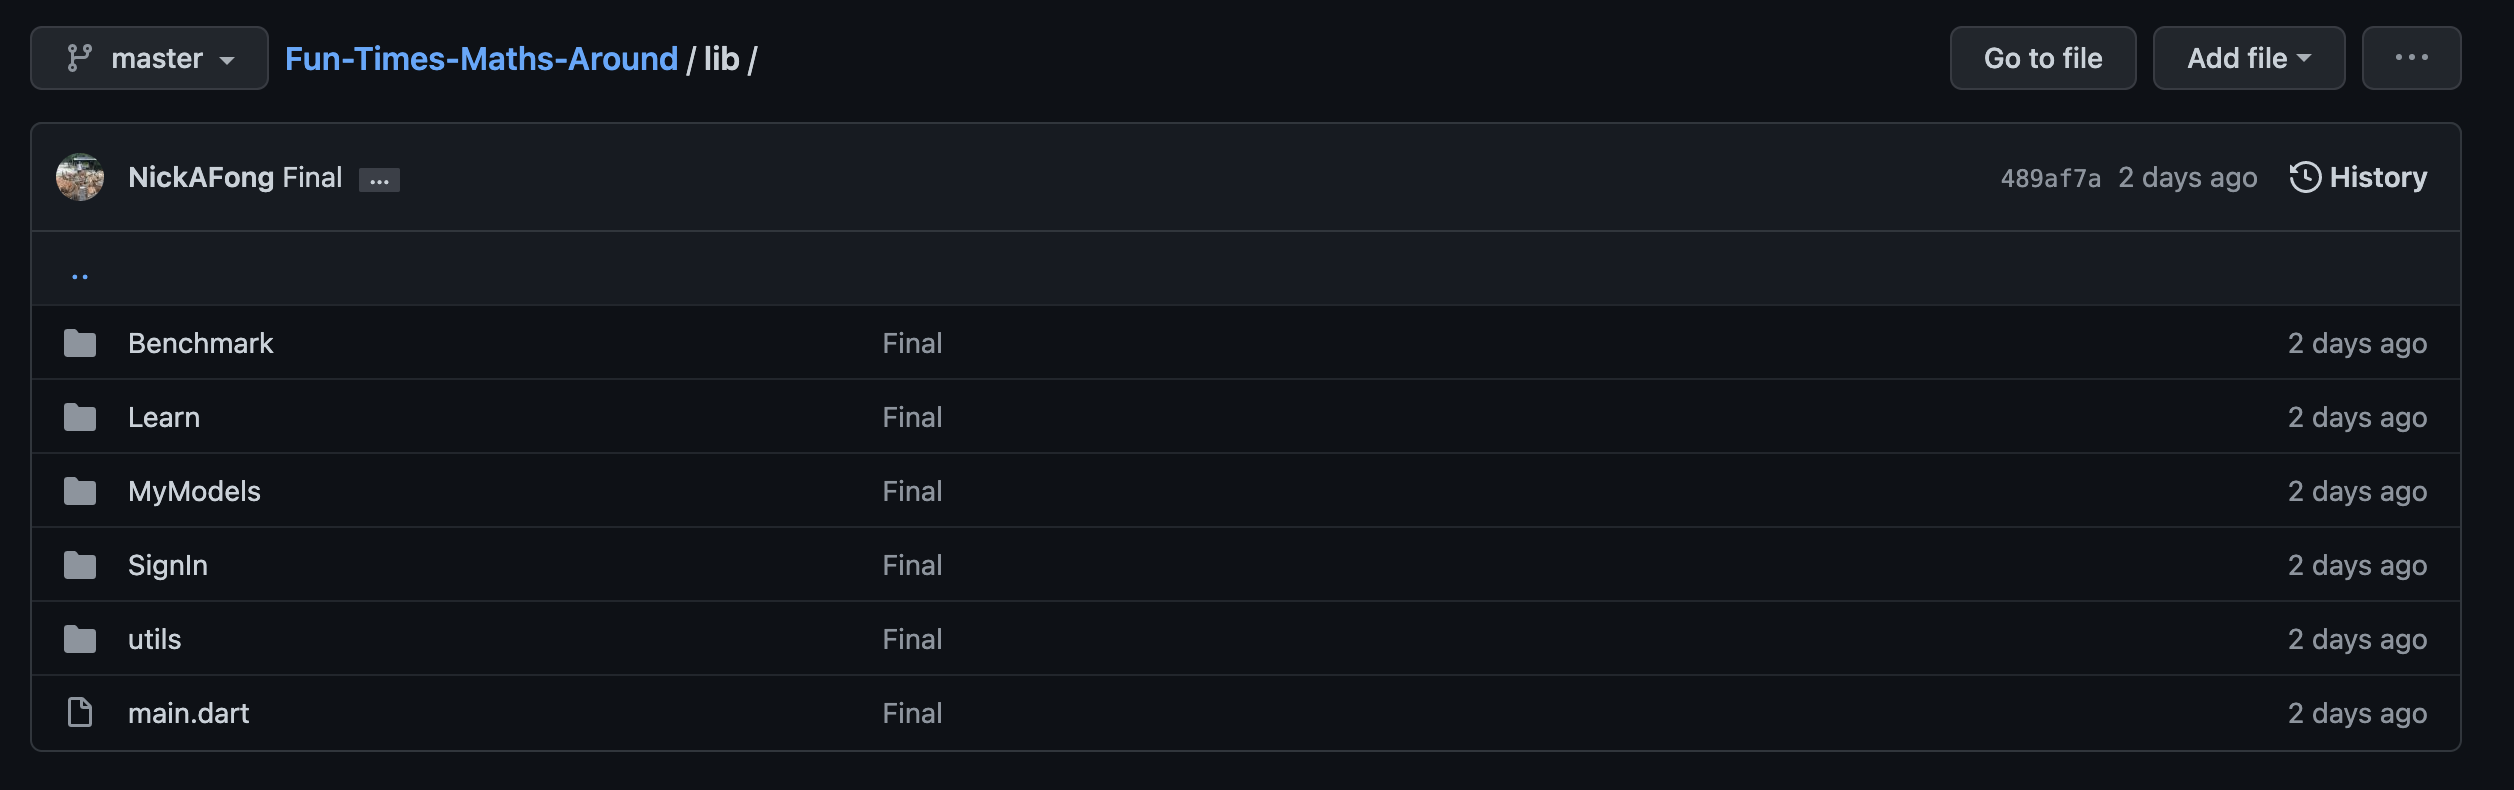 master Fun-Times-Maths-Around / lib / Go to file Add file ...
NickAFong Final ... 489af7a 2 days ago History
..
Benchmark Final 2 days ago
Learn Final 2 days ago
MyModels Final 2 days ago
SignIn Final 2 days ago
utils Final 2 days ago
main.dart Final 2 days ago